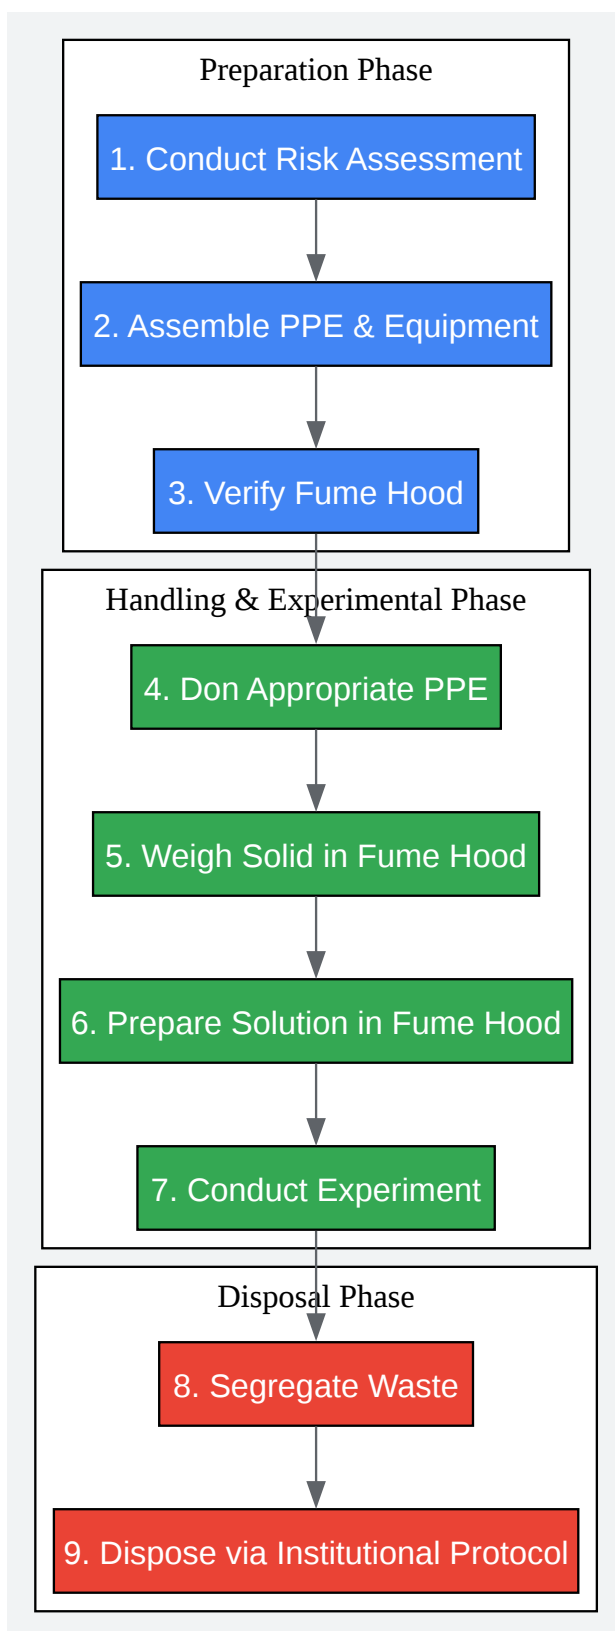 Preparation Phase
1. Conduct Risk Assessment
2. Assemble PPE & Equipment
3. Verify Fume Hood
Handling & Experimental Phase
4. Don Appropriate PPE
5. Weigh Solid in Fume Hood
6. Prepare Solution in Fume Hood
7. Conduct Experiment
Disposal Phase
8. Segregate Waste
9. Dispose via Institutional Protocol